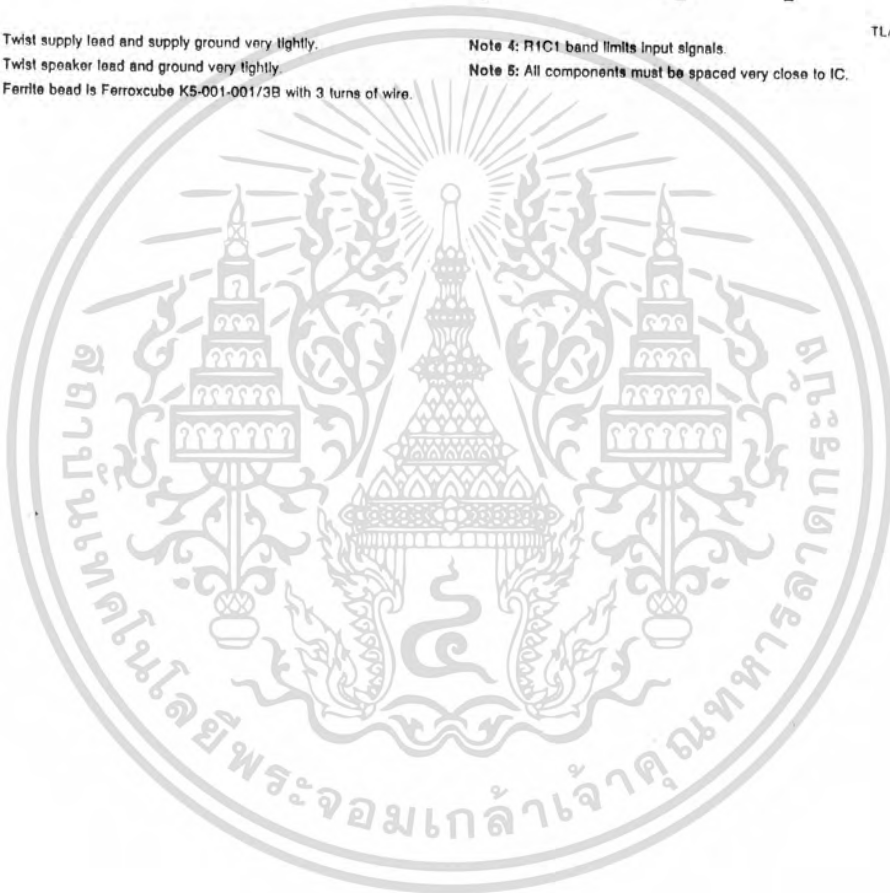 Twist supply lead and supply ground very tightly.
Twist speaker lead and ground very tightly.
Ferrite bead is Ferroxcube K5-001-001/3B with 3 turns of wire.
Note 4: R1C1 band limits input signals.
Note 5: All components must be spaced very close to IC.
TL/
สถาบันเทคโนโลยีพระจอมเกล้าเจ้าคุณทหารลาดกระบัง